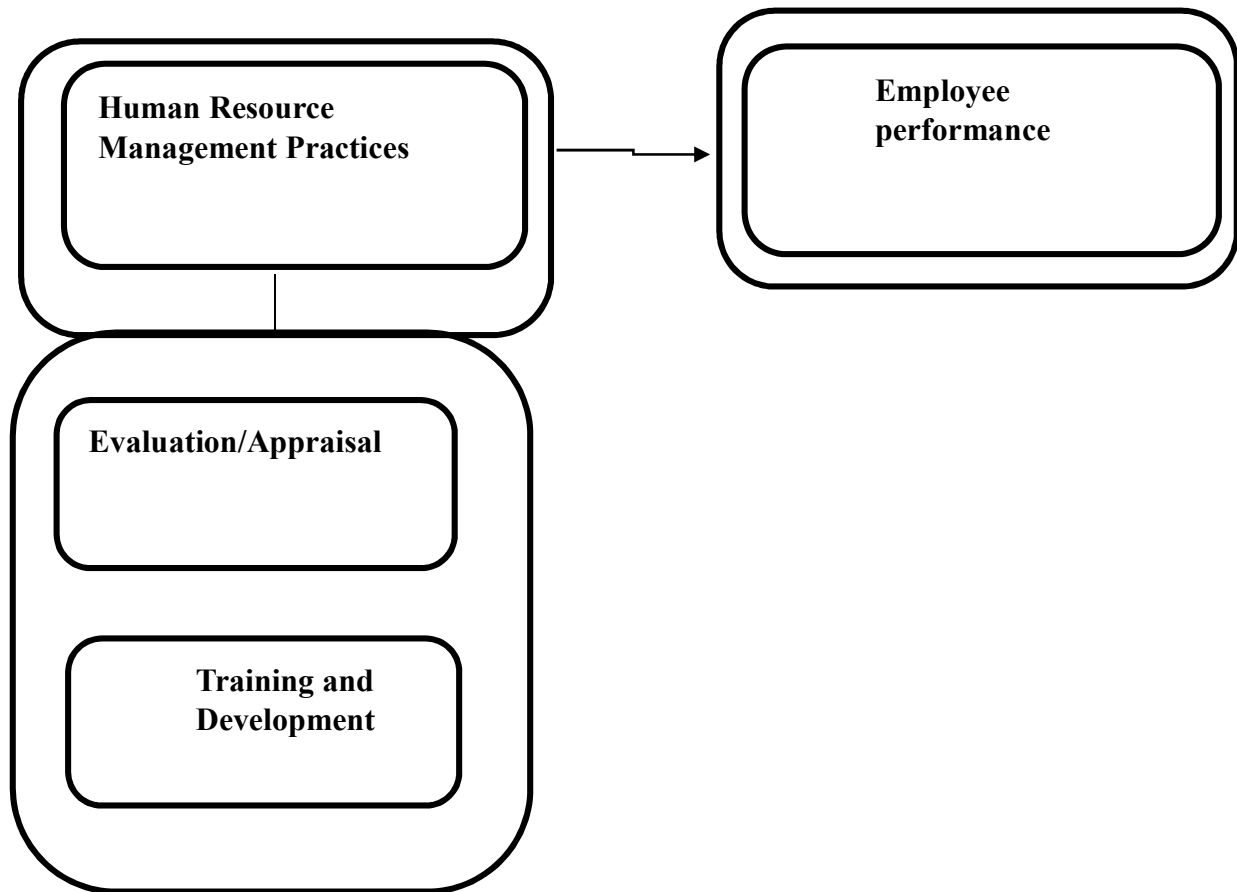 Human Resource
Management Practices
Employee
performance
Evaluation/Appraisal
Training and
Development